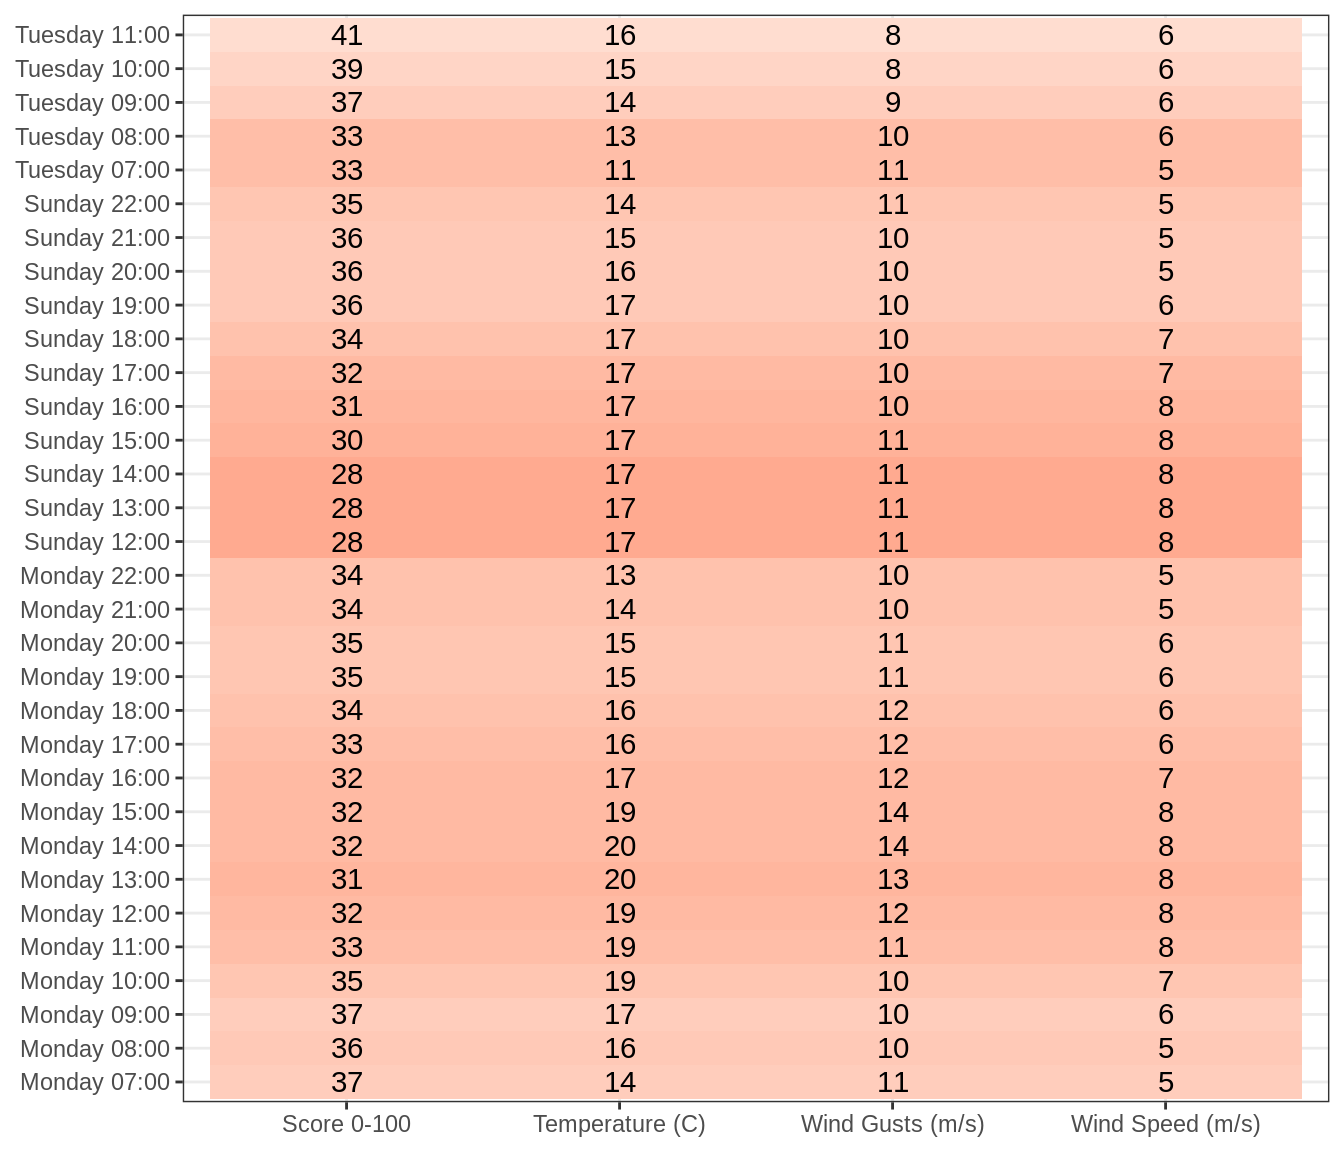 Tuesday 11:00 41 16 8 6
Tuesday 10:00 39 15 8 6
Tuesday 09:00 37 14 9 6
Tuesday 08:00 33 13 10 6
Tuesday 07:00 33 11 11 5
Sunday 22:00 35 14 11 5
Sunday 21:00 36 15 10 5
Sunday 20:00 36 16 10 5
Sunday 19:00 36 17 10 6
Sunday 18:00 34 17 10 7
Sunday 17:00 32 17 10 7
Sunday 16:00 31 17 10 8
Sunday 15:00 30 17 11 8
Sunday 14:00 28 17 11 8
Sunday 13:00 28 17 11 8
Sunday 12:00 28 17 11 8
Monday 22:00 34 13 10 5
Monday 21:00 34 14 10 5
Monday 20:00 35 15 11 6
Monday 19:00 35 15 11 6
Monday 18:00 34 16 12 6
Monday 17:00 33 16 12 6
Monday 16:00 32 17 12 7
Monday 15:00 32 19 14 8
Monday 14:00 32 20 14 8
Monday 13:00 31 20 13 8
Monday 12:00 32 19 12 8
Monday 11:00 33 19 11 8
Monday 10:00 35 19 10 7
Monday 09:00 37 17 10 6
Monday 08:00 36 16 10 5
Monday 07:00 37 14 11 5
Score 0-100 Temperature (C) Wind Gusts (m/s) Wind Speed (m/s)